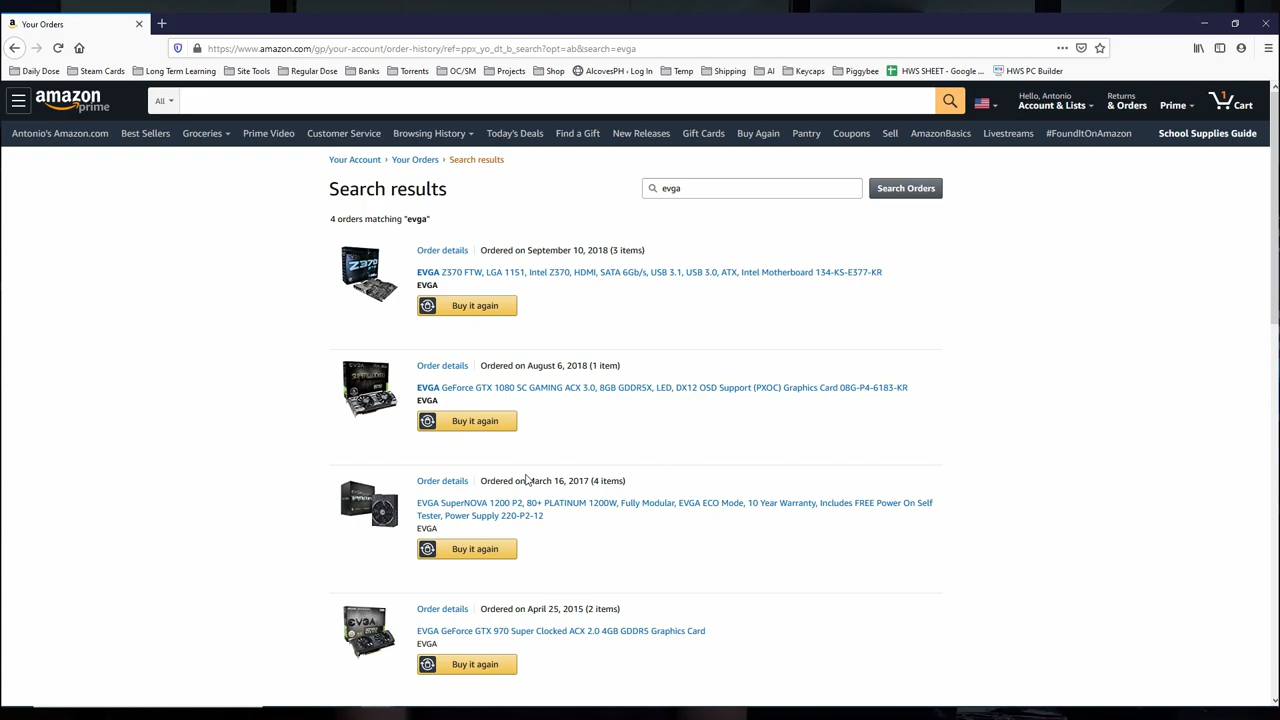 Your Orders
https://www.amazon.com/gp/your-account/order-history/ref=ppx_yo_dt_b_search?opt=ab&search=evga
Daily Dose Steam Cards Long Term Learning Site Tools Regular Dose Banks Torrents OC/SM Projects Shop AlcovesPH ‹ Log In Temp Shipping AI Keycaps Piggybee HWS SHEET - Google ... HWS PC Builder
amazon prime
All
Hello, Antonio
Account & Lists
Returns
& Orders
Prime
1
Cart
Antonio's Amazon.com Best Sellers Groceries Prime Video Customer Service Browsing History Today's Deals Find a Gift New Releases Gift Cards Buy Again Pantry Coupons Sell AmazonBasics Livestreams #FoundItOnAmazon School Supplies Guide
Your Account › Your Orders › Search results
Search results
evga
Search Orders
4 orders matching "evga"
Order details Ordered on September 10, 2018 (3 items)
EVGA Z370 FTW, LGA 1151, Intel Z370, HDMI, SATA 6Gb/s, USB 3.1, USB 3.0, ATX, Intel Motherboard 134-KS-E377-KR
EVGA
Buy it again
Order details Ordered on August 6, 2018 (1 item)
EVGA GeForce GTX 1080 SC GAMING ACX 3.0, 8GB GDDR5X, LED, DX12 OSD Support (PXOC) Graphics Card 08G-P4-6183-KR
EVGA
Buy it again
Order details Ordered on March 16, 2017 (4 items)
EVGA SuperNOVA 1200 P2, 80+ PLATINUM 1200W, Fully Modular, EVGA ECO Mode, 10 Year Warranty, Includes FREE Power On Self
Tester, Power Supply 220-P2-12
EVGA
Buy it again
Order details Ordered on April 25, 2015 (2 items)
EVGA GeForce GTX 970 Super Clocked ACX 2.0 4GB GDDR5 Graphics Card
EVGA
Buy it again